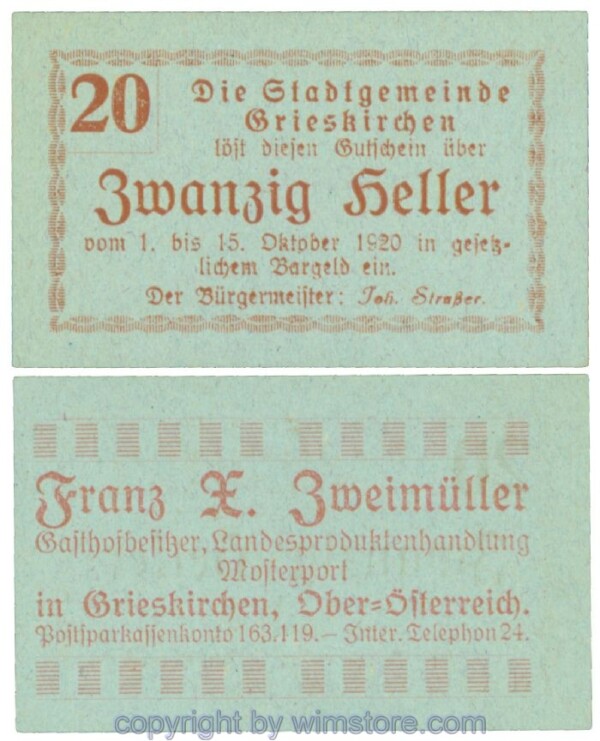 20
Die Stadtgemeinde
Grieskirchen
löst diesen Gutschein über
Zwanzig Heller
vom 1. bis 15. Oktober 1920 in gesetz-
lichem Bargeld ein.
Der Bürgermeister: Joh. Straßer.
Franz X. Zweimüller
Gasthofbesitzer, Landesproduktenhandlung
Mosterport
in Grieskirchen, Ober=Österreich.
Postsparkassenkonto 163.119. – Inter. Telephon 24.
copyright by wimstore.com